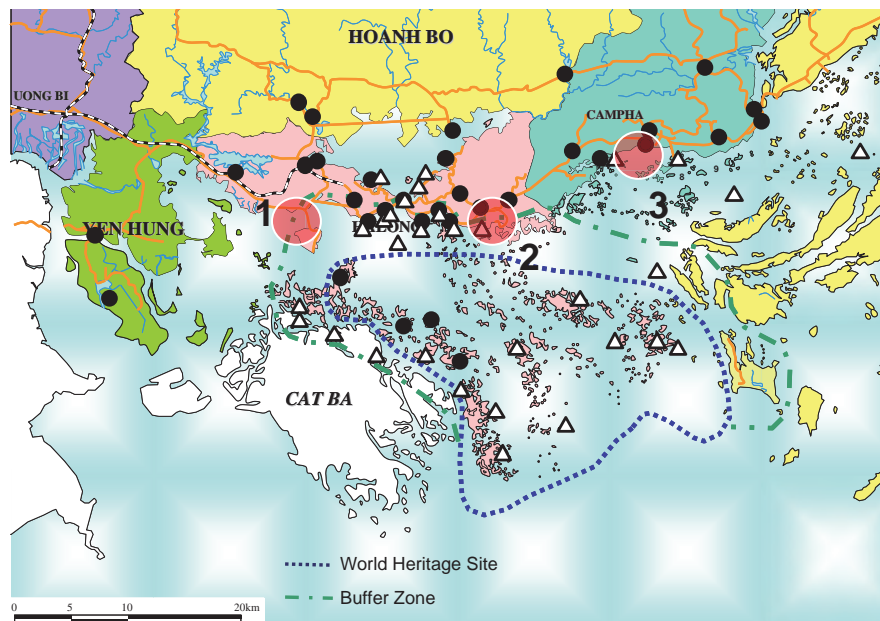 HOANH BO
UONG BI
CAMPHA
1
3
YEN HUNG
2
CAT BA
World Heritage Site
Buffer Zone
0 5 10 20km